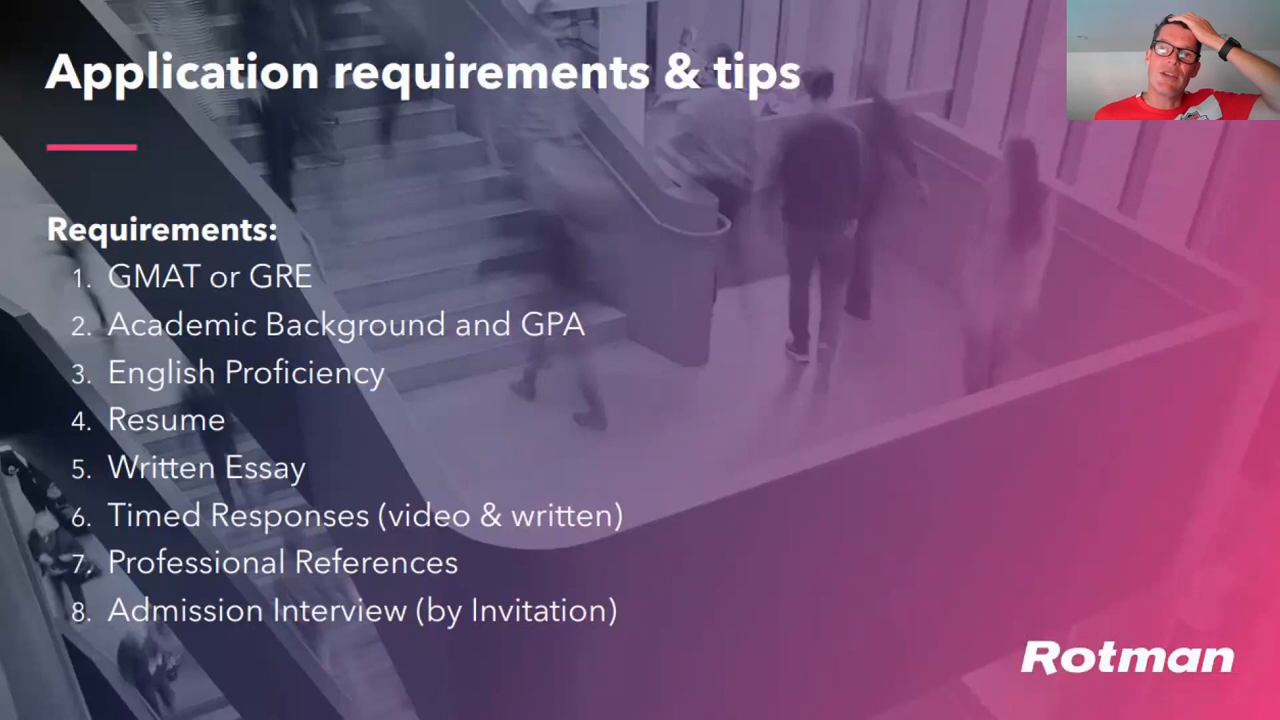 Application requirements & tips
Requirements:
1. GMAT or GRE
2. Academic Background and GPA
3. English Proficiency
4. Resume
5. Written Essay
6. Timed Responses (video & written)
7. Professional References
8. Admission Interview (by Invitation)
Rotman